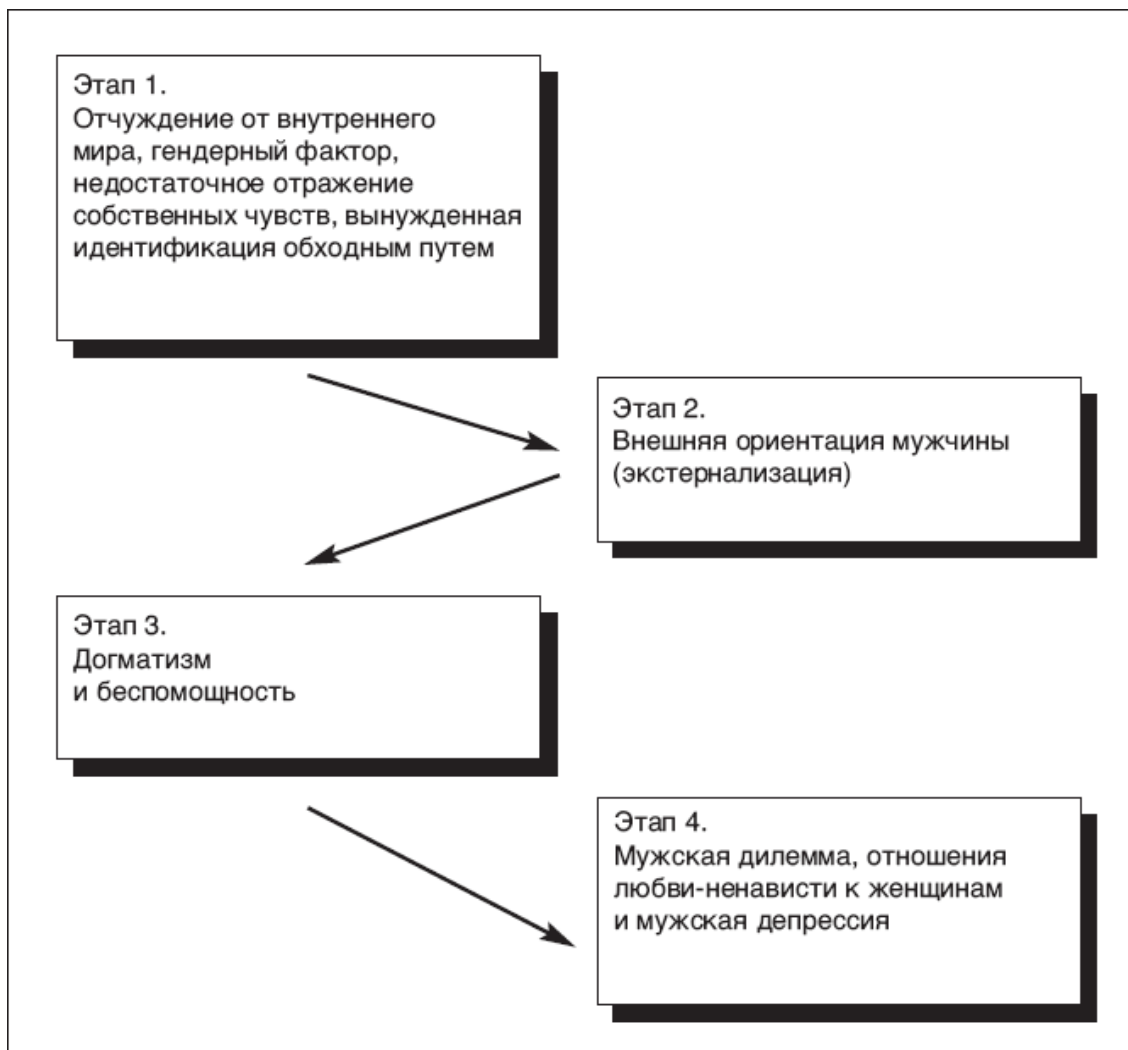 Этап 1.
Отчуждение от внутреннего
мира, гендерный фактор,
недостаточное отражение
собственных чувств, вынужденная
идентификация обходным путем
Этап 2.
Внешняя ориентация мужчины
(экстернализация)
Этап 3.
Догматизм
и беспомощность
Этап 4.
Мужская дилемма, отношения
любви-ненависти к женщинам
и мужская депрессия